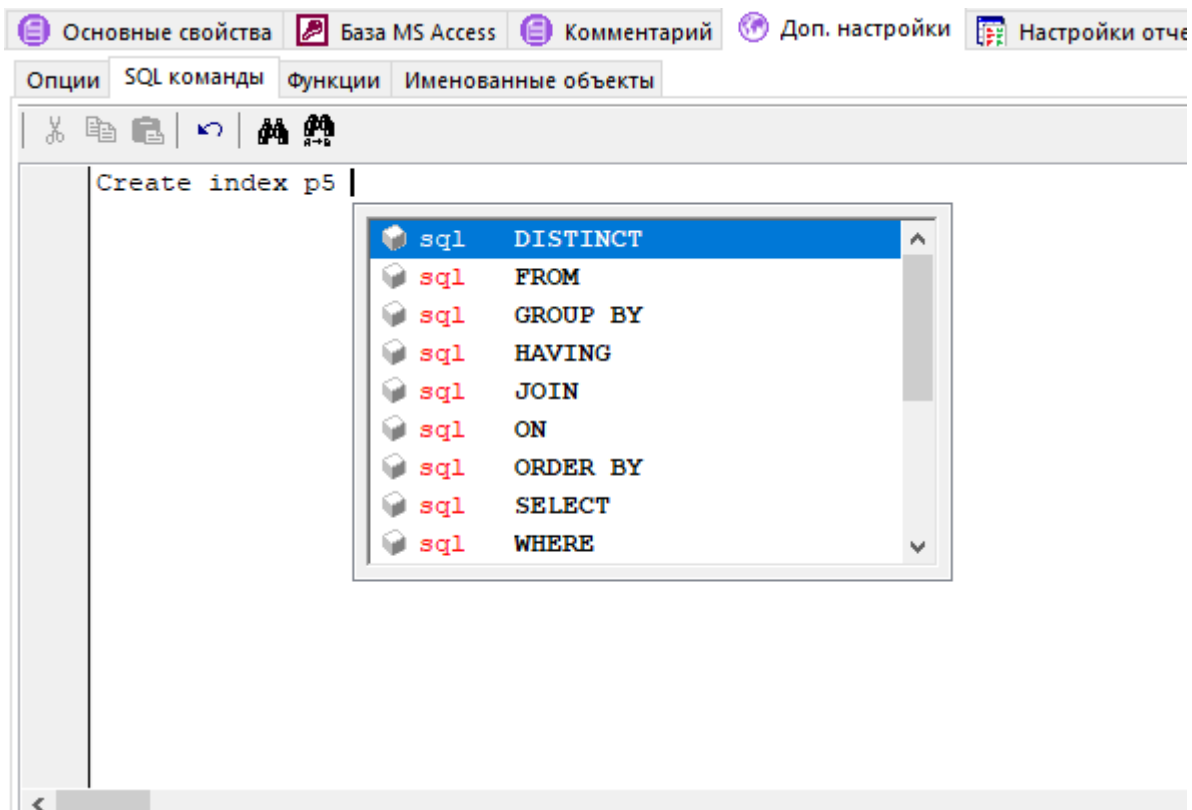 Основные свойства База MS Access Комментарий Доп. настройки Настройки отче
Опции SQL команды Функции Именованные объекты
Create index p5
sql DISTINCT
sql FROM
sql GROUP BY
sql HAVING
sql JOIN
sql ON
sql ORDER BY
sql SELECT
sql WHERE